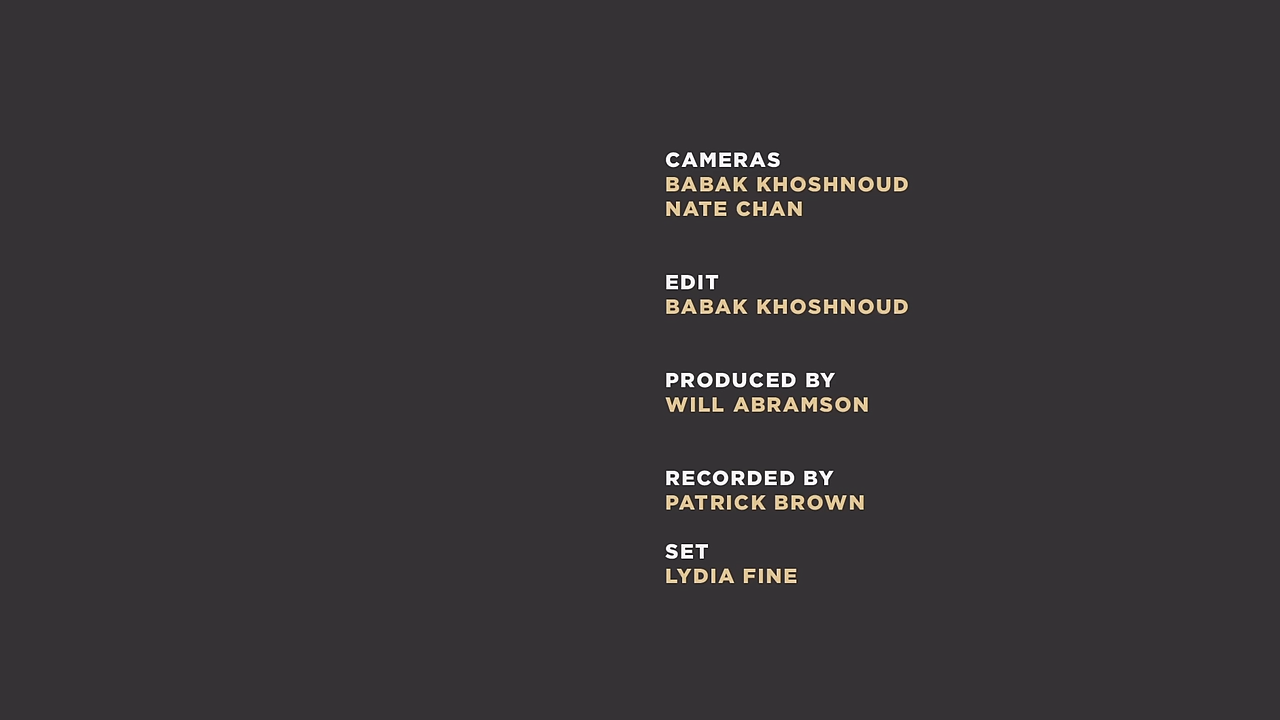 CAMERAS
BABAK KHOSHNOUD
NATE CHAN
EDIT
BABAK KHOSHNOUD
PRODUCED BY
WILL ABRAMSON
RECORDED BY
PATRICK BROWN
SET
LYDIA FINE